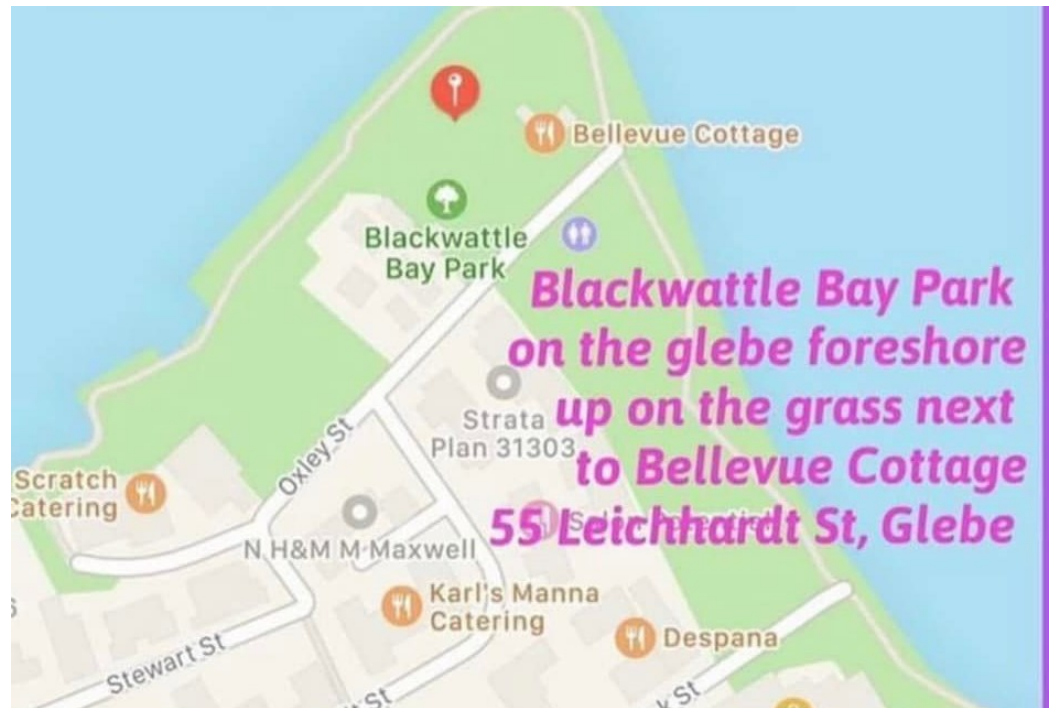 Bellevue Cottage
Blackwattle
Bay Park
Blackwattle Bay Park
on the glebe foreshore
up on the grass next
to Bellevue Cottage
55 Leichhardt St, Glebe
Strata
Plan 31303
Oxley St
Scratch
Catering
N H&M M Maxwell
Karl's Manna
Catering
Despana
Stewart St
St
k St